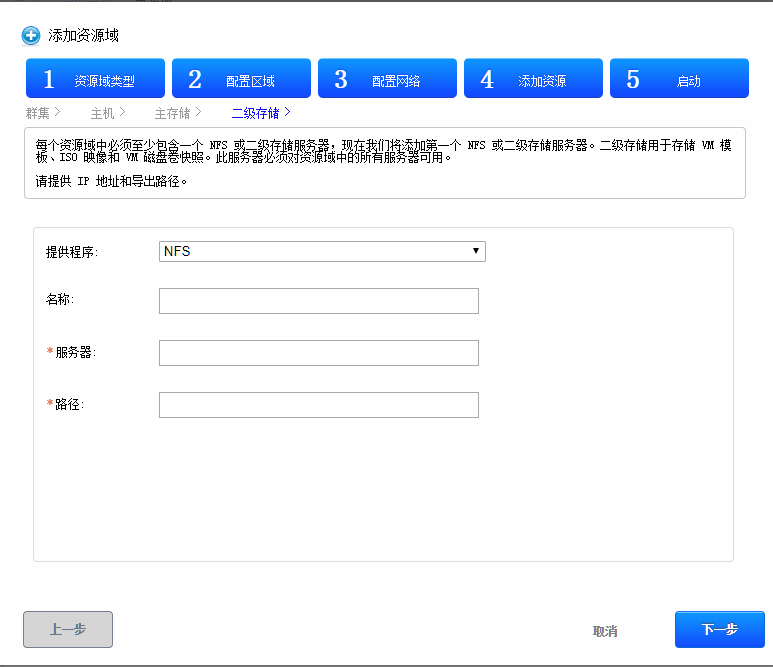 添加资源域
1 资源域类型 2 配置区域 3 配置网络 4 添加资源 5 启动
群集 > 主机 > 主存储 > 二级存储 >
每个资源域中必须至少包含一个 NFS 或二级存储服务器，现在我们将添加第一个 NFS 或二级存储服务器。二级存储用于存储 VM 模
板、ISO 映像和 VM 磁盘卷快照。此服务器必须对资源域中的所有服务器可用。
请提供 IP 地址和导出路径。
提供程序: NFS
名称:
*服务器:
*路径:
上一步 取消 下一步